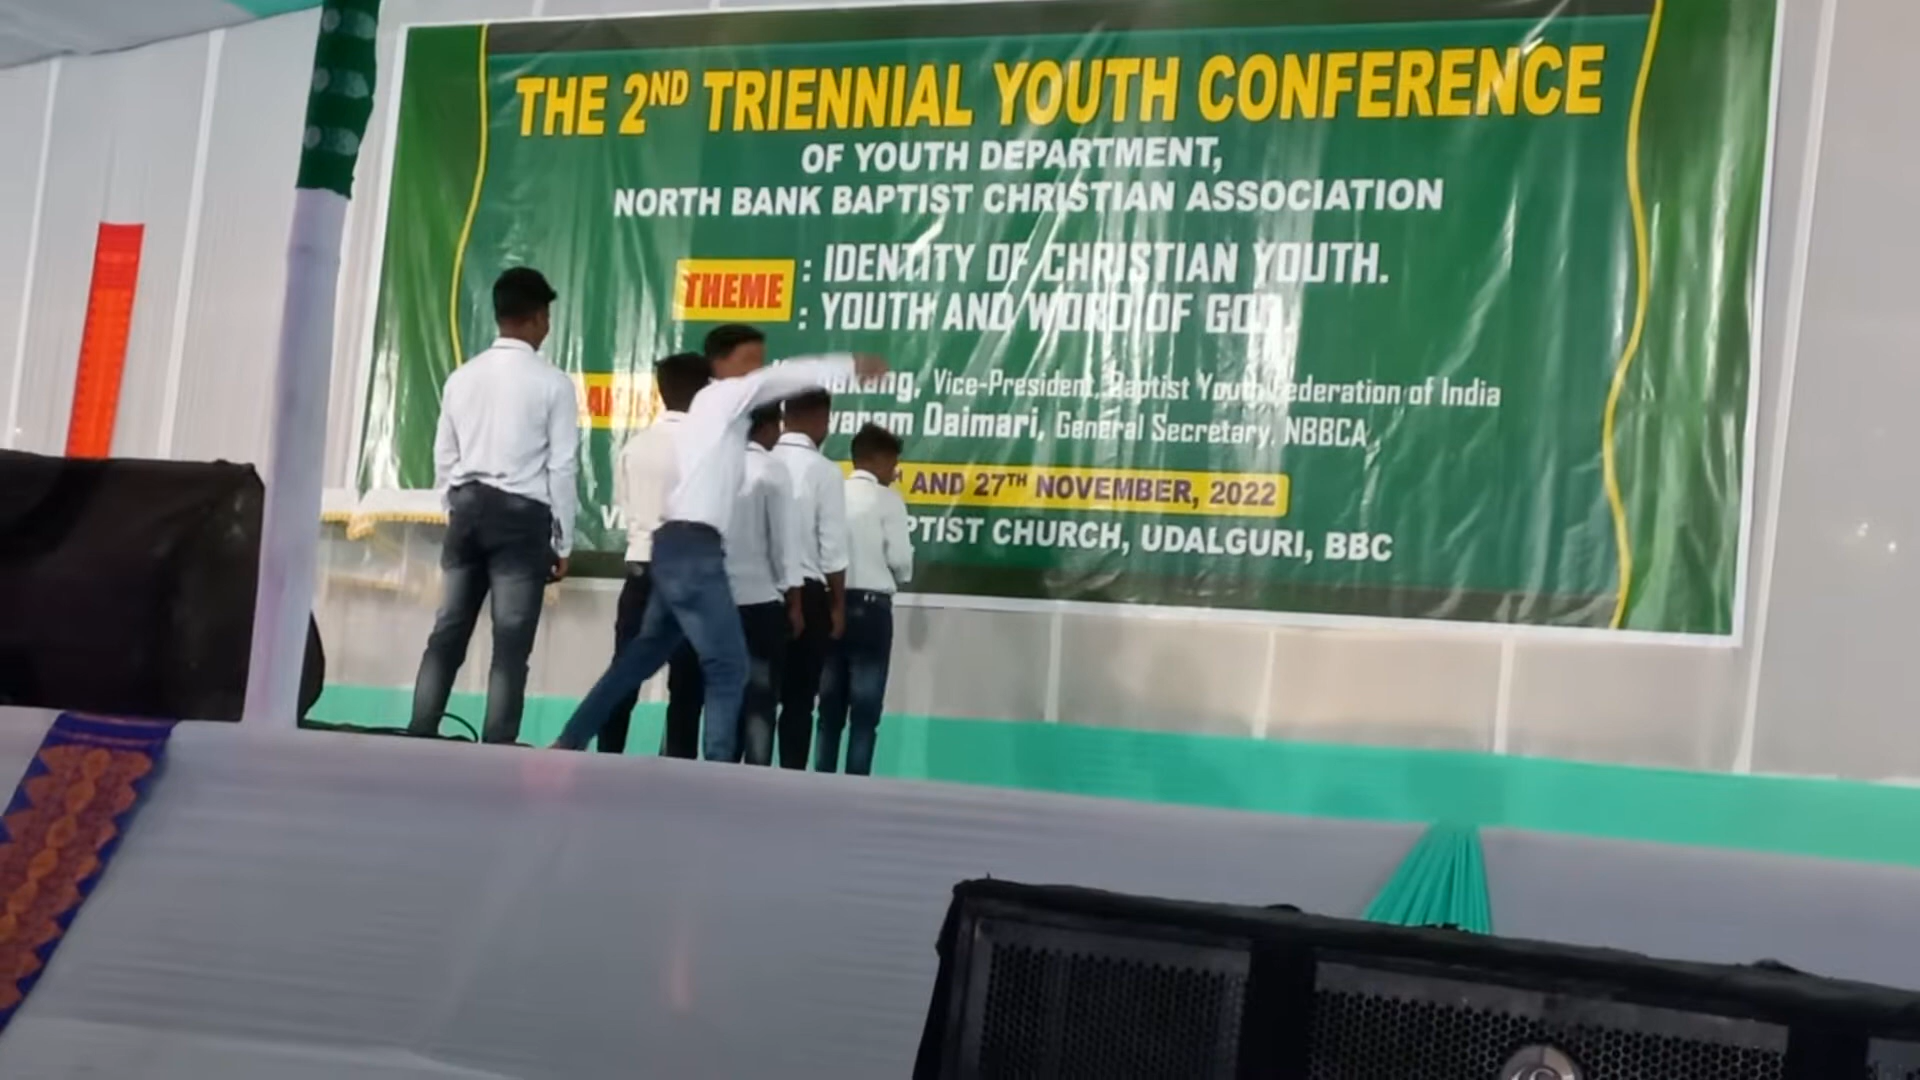 THE 2ND TRIENNIAL YOUTH CONFERENCE
OF YOUTH DEPARTMENT,
NORTH BANK BAPTIST CHRISTIAN ASSOCIATION
THEME : IDENTITY OF CHRISTIAN YOUTH.
: YOUTH AND WORD OF GOD.
Vice-President, Baptist Youth Federation of India
Daimari, General Secretary, NBBCA
AND 27TH NOVEMBER, 2022
CHURCH, UDALGURI, BBC